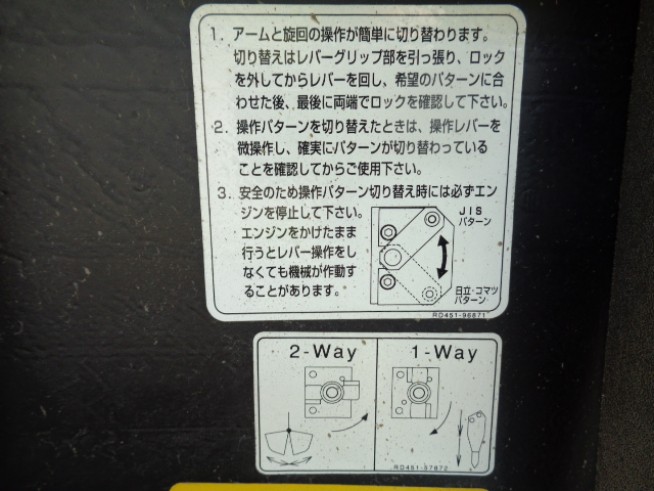 1. アームと旋回の操作が簡単に切り替わります。
切り替えはレバーグリップ部を引っ張り、ロック
を外してからレバーを回し、希望のパターンに合
わせた後、最後に両端でロックを確認して下さい。
2. 操作パターンを切り替えたときは、操作レバーを
微操作し、確実にパターンが切り替わっている
ことを確認してからご使用下さい。
3. 安全のため操作パターン切り替え時には必ずエン
ジンを停止して下さい。
エンジンをかけたまま
行うとレバー操作をし
なくても機械が作動す
ることがあります。
JIS
パターン
日立・コマツ
パターン
RD451-96871
2-Way
1-Way
RD451-37872